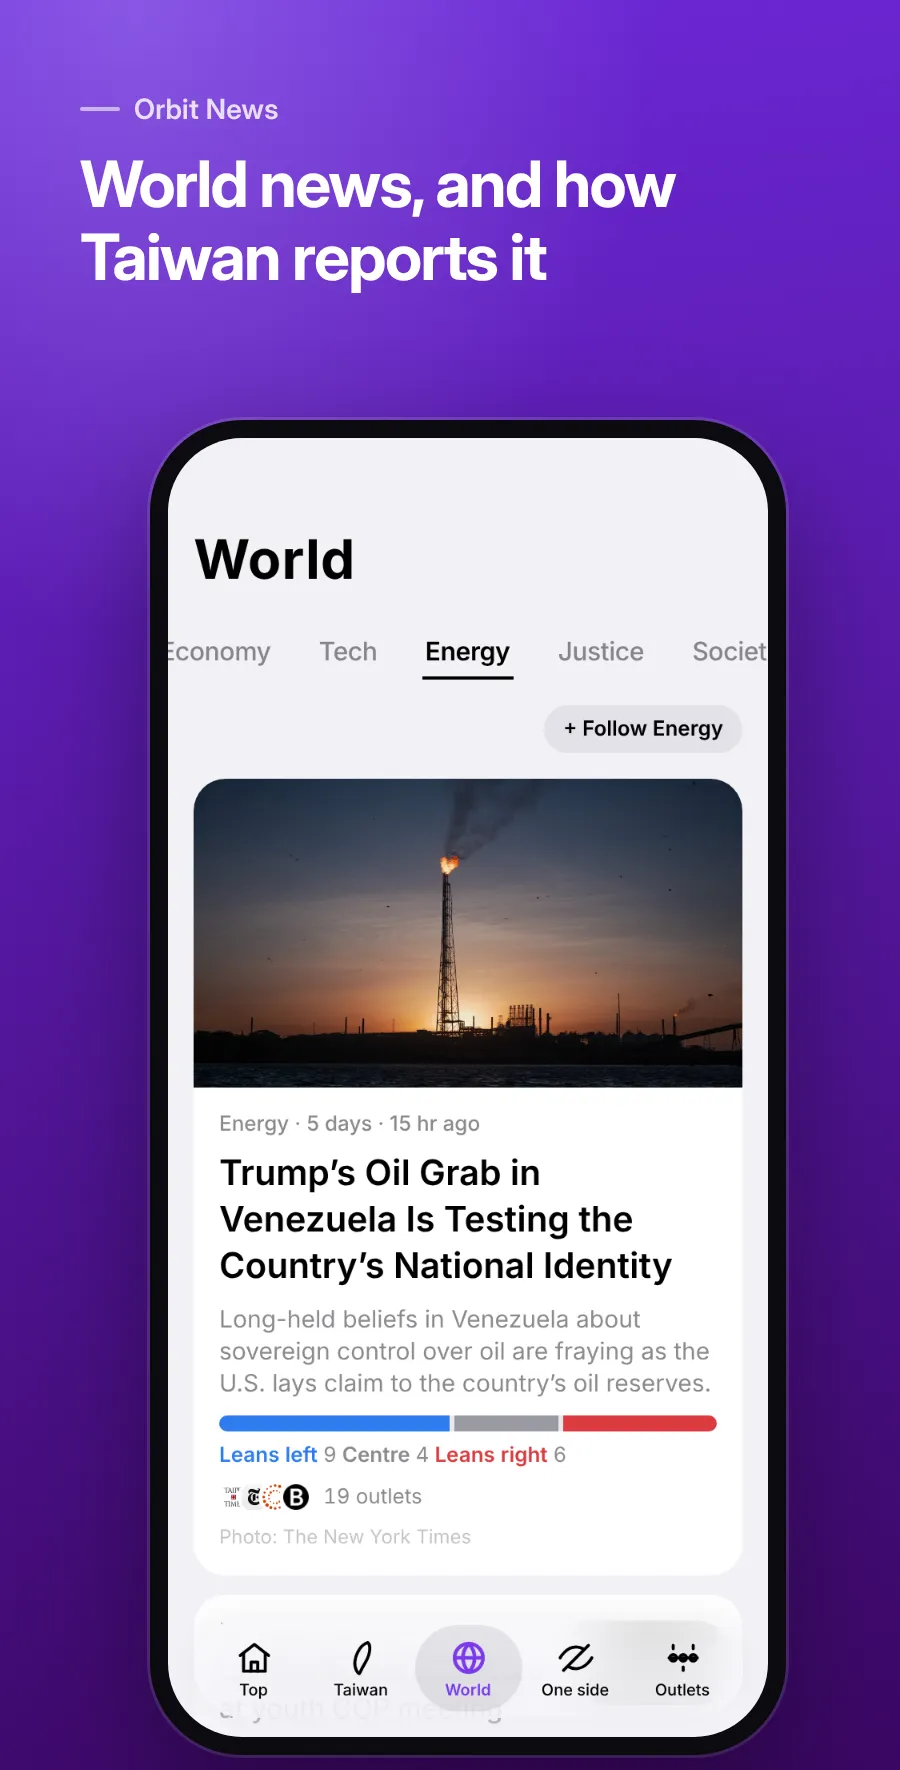 Orbit News
World news, and how
Taiwan reports it
World
Economy Tech Energy Justice Societ
+ Follow Energy
Energy · 5 days · 15 hr ago
Trump’s Oil Grab in
Venezuela Is Testing the
Country’s National Identity
Long-held beliefs in Venezuela about
sovereign control over oil are fraying as the
U.S. lays claim to the country’s oil reserves.
Leans left 9 Centre 4 Leans right 6
B 19 outlets
Photo: The New York Times
at youth UCP meeting
Top Taiwan World One side Outlets